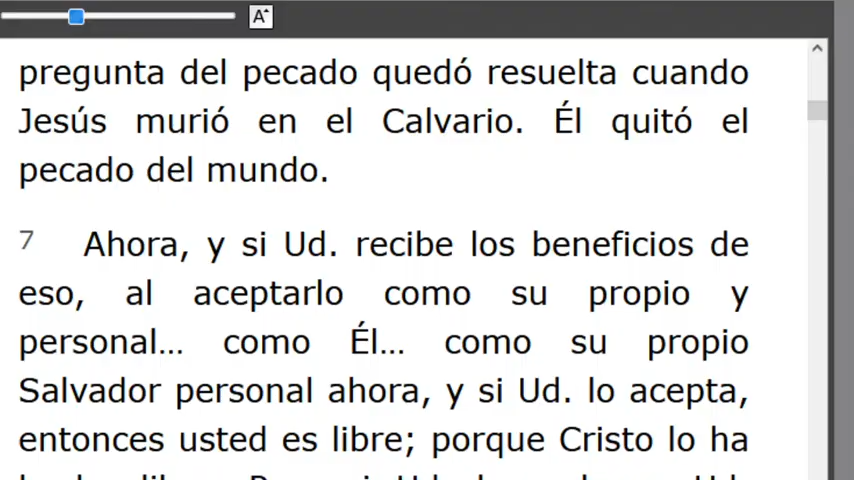 A
pregunta del pecado quedó resuelta cuando
Jesús murió en el Calvario. Él quitó el
pecado del mundo.
7 Ahora, y si Ud. recibe los beneficios de
eso, al aceptarlo como su propio y
personal… como Él… como su propio
Salvador personal ahora, y si Ud. lo acepta,
entonces usted es libre; porque Cristo lo ha